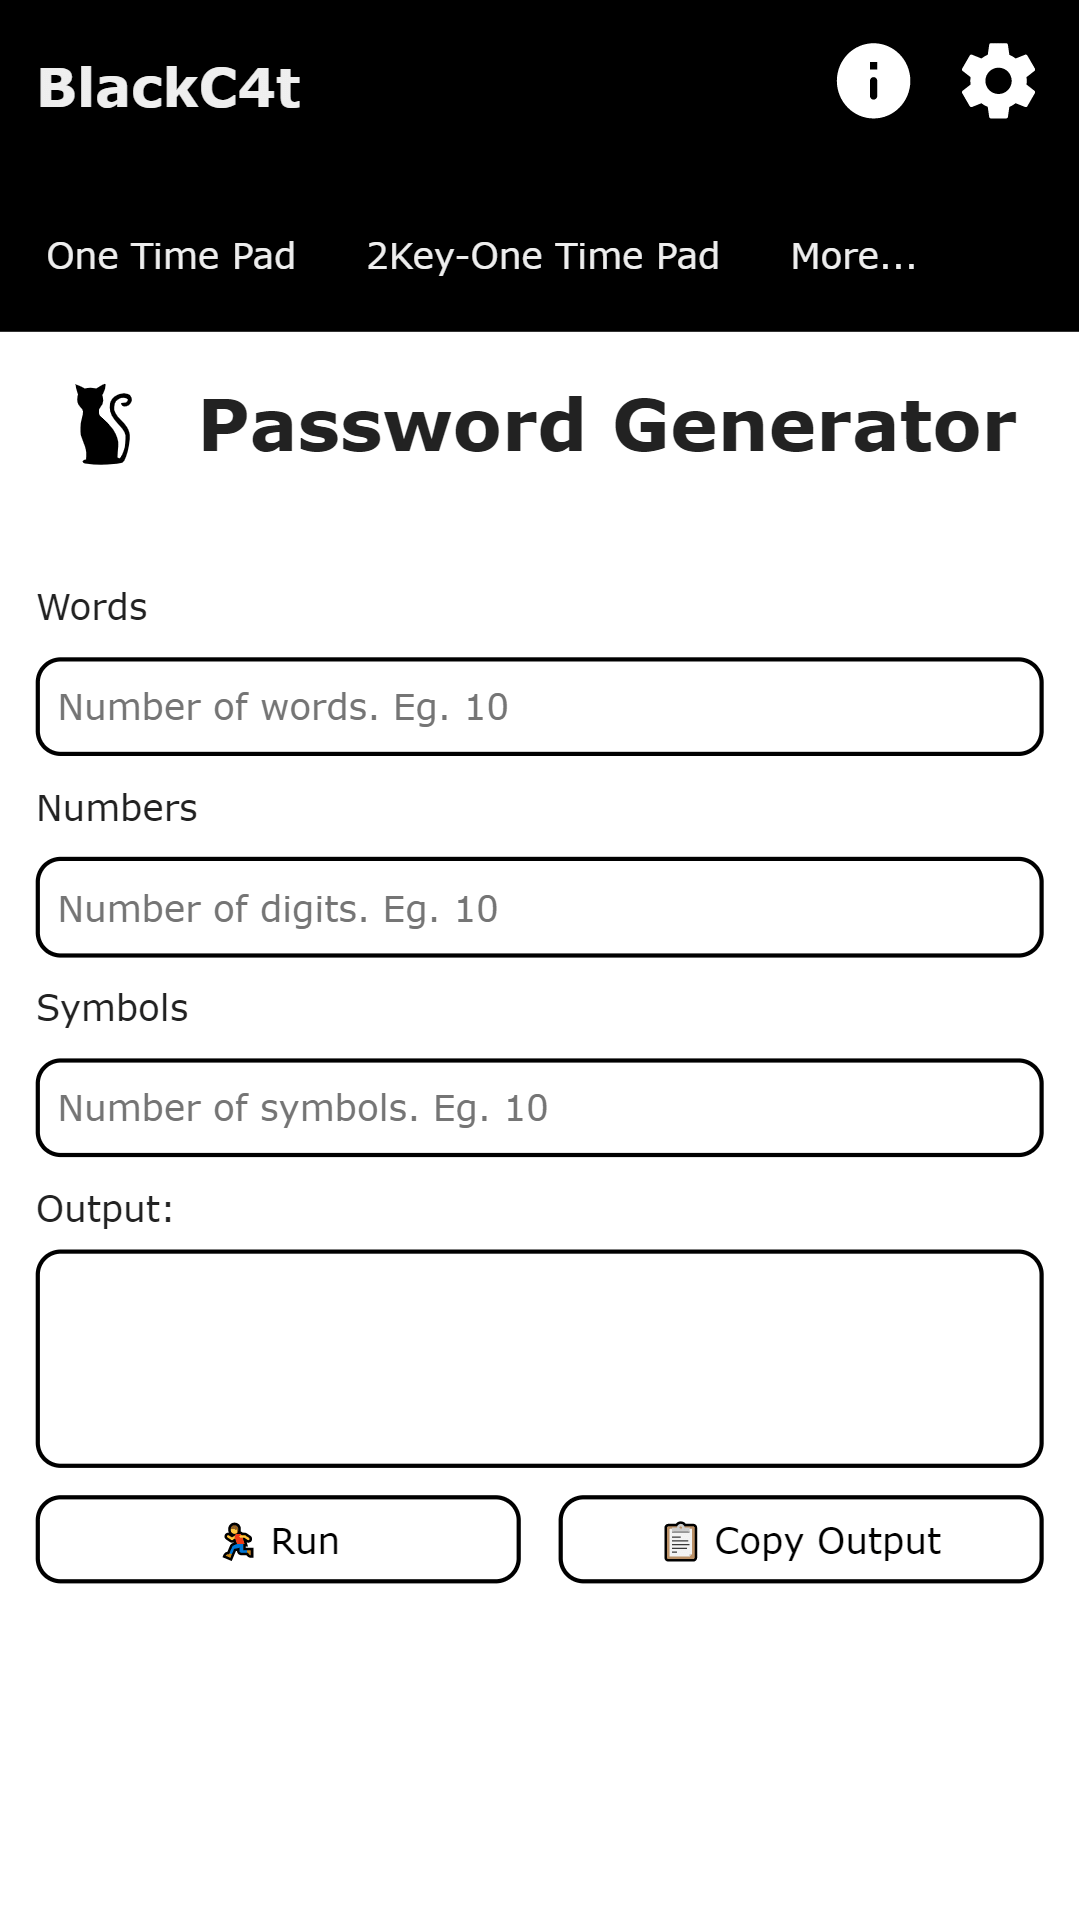 BlackC4t
One Time Pad 2Key-One Time Pad More...
Password Generator
Words
Number of words. Eg. 10
Numbers
Number of digits. Eg. 10
Symbols
Number of symbols. Eg. 10
Output:
Run Copy Output